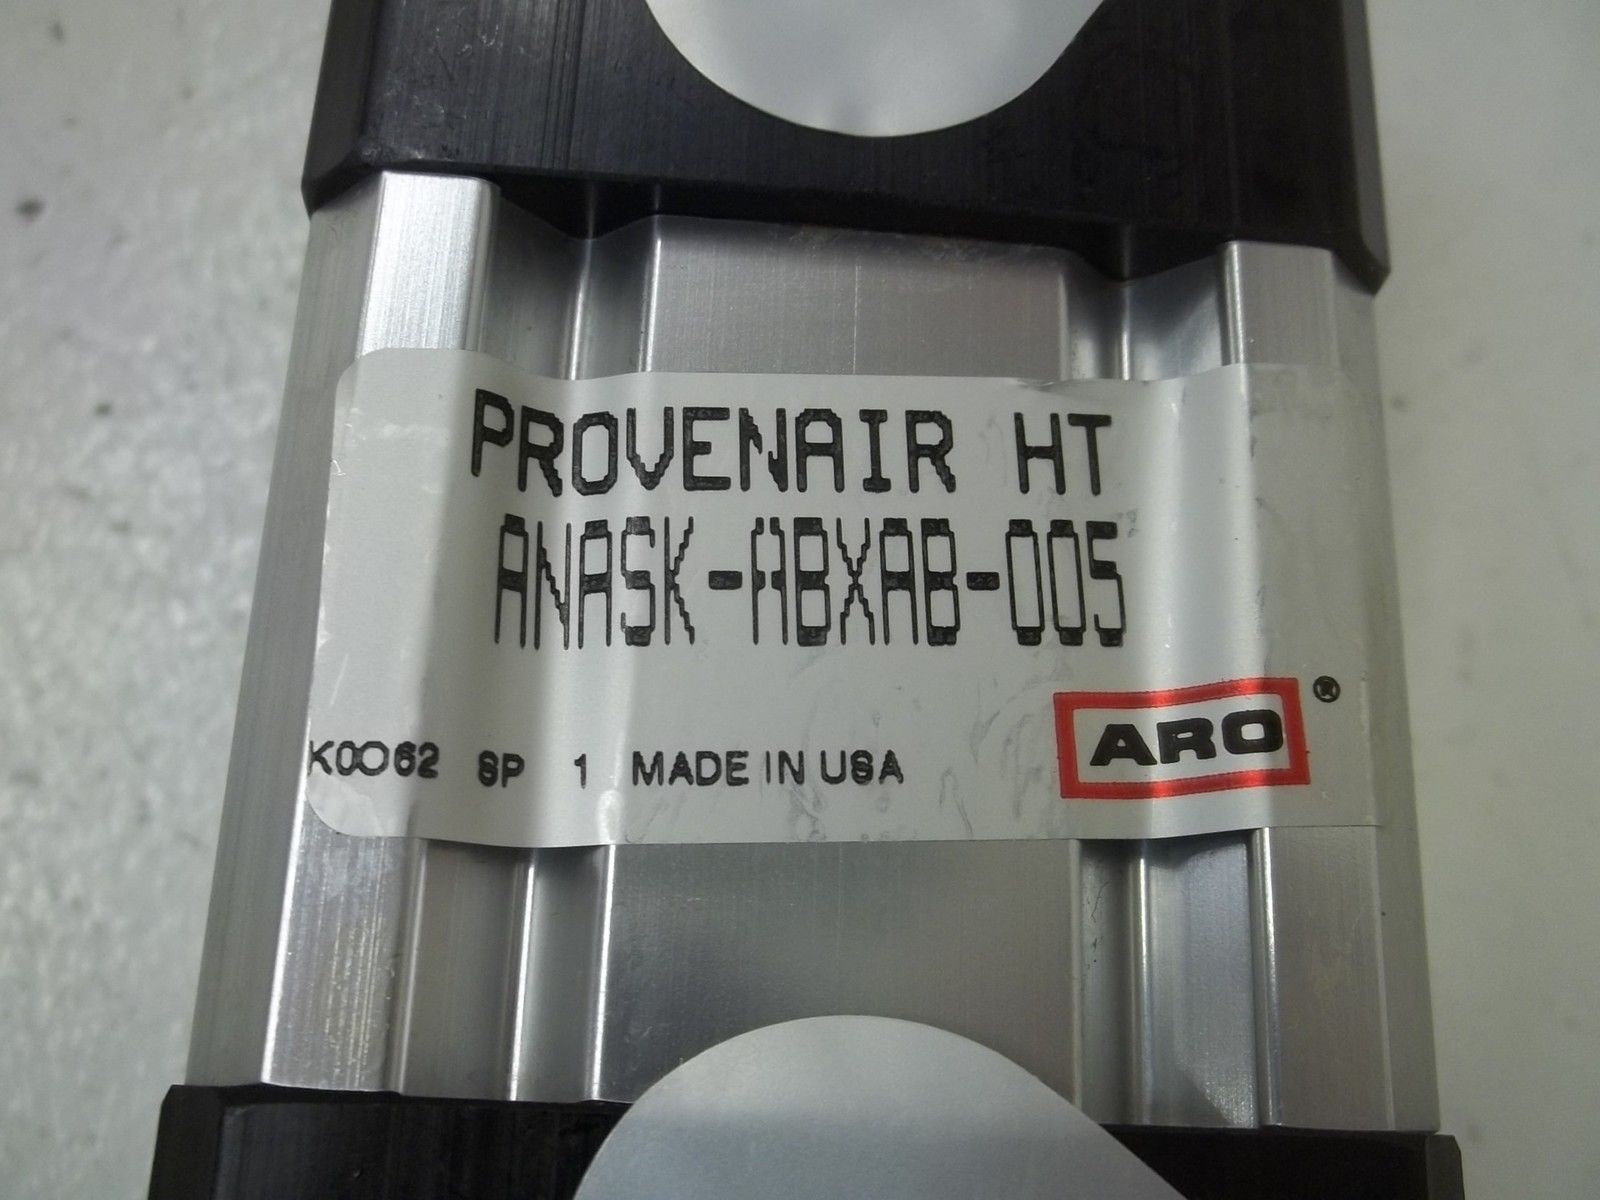 PROVENAIR HT
ANASK-ABXAB-005
ARO ®
K0062 SP 1 MADE IN USA